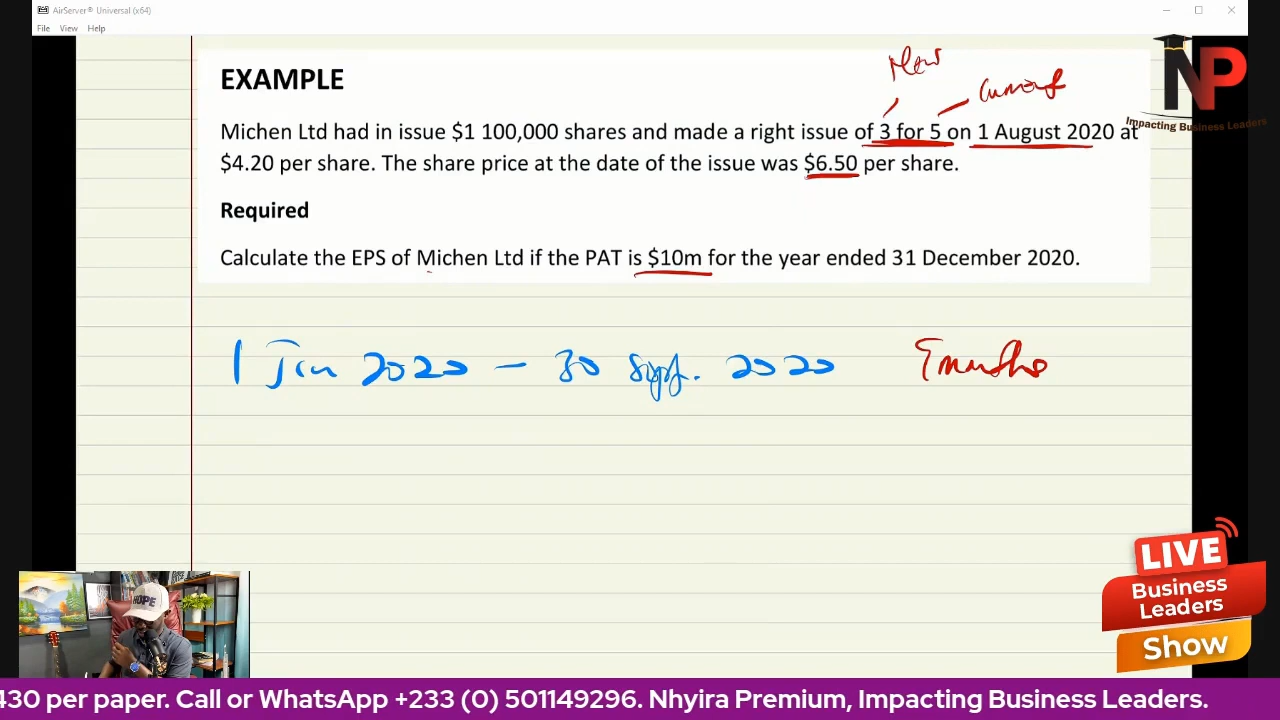 AirServer® Universal (x64)
File View Help
New
Current
EXAMPLE
Michen Ltd had in issue $1 100,000 shares and made a right issue of 3 for 5 on 1 August 2020 at
$4.20 per share. The share price at the date of the issue was $6.50 per share.
Required
Calculate the EPS of Michen Ltd if the PAT is $10m for the year ended 31 December 2020.
1 Jan 2020 – 30 Sept. 2020 months
NP
Impacting Business Leaders
HOPE
LIVE
Business
Leaders
Show
430 per paper. Call or WhatsApp +233 (0) 501149296. Nhyira Premium, Impacting Business Leaders.